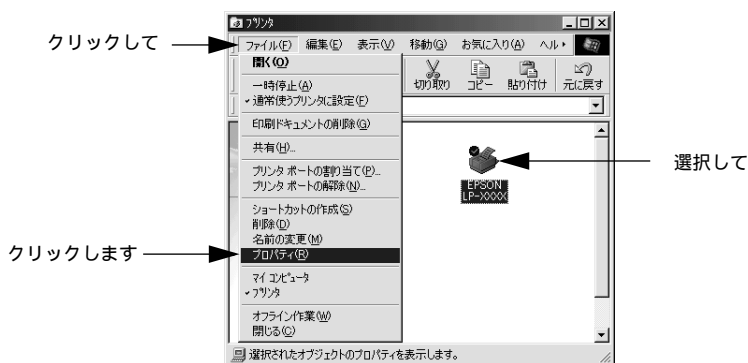 プリンタ
クリックして
ファイル(F) 編集(E) 表示(V) 移動(G) お気に入り(A) ヘル
開く(O)
一時停止(A)
通常使うプリンタに設定(F)
印刷ドキュメントの削除(G)
共有(H)...
プリンタ ポートの割り当て(P)...
プリンタ ポートの解除(N)...
ショートカットの作成(S)
削除(D)
名前の変更(M)
プロパティ(R)
マイ コンピュータ
プリンタ
オフライン作業(W)
閉じる(C)
切り取り コピー 貼り付け 元に戻す
EPSON
LP-XXXX
選択して
クリックします
選択されたオブジェクトのプロパティを表示します。